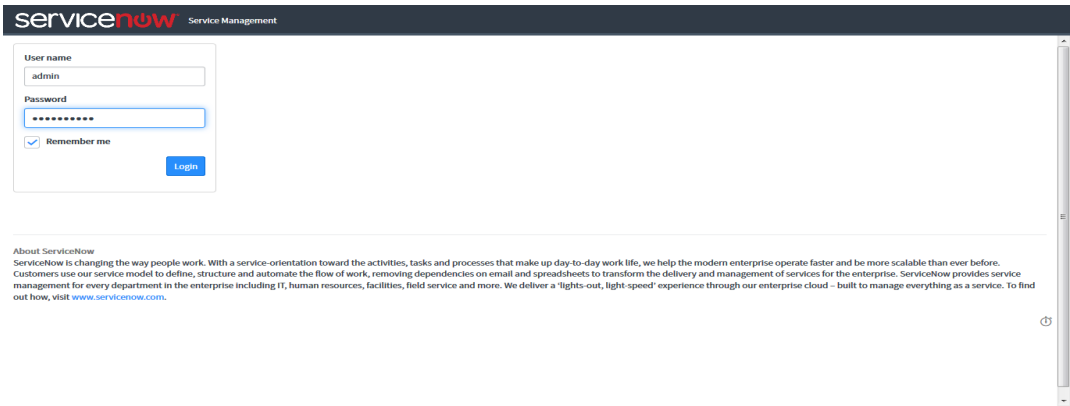 servicenow Service Management
User name
admin
Password
••••••••••
Remember me
Login
About ServiceNow
ServiceNow is changing the way people work. With a service-orientation toward the activities, tasks and processes that make up day-to-day work life, we help the modern enterprise operate faster and be more scalable than ever before.
Customers use our service model to define, structure and automate the flow of work, removing dependencies on email and spreadsheets to transform the delivery and management of services for the enterprise. ServiceNow provides service
management for every department in the enterprise including IT, human resources, facilities, field service and more. We deliver a 'lights-out, light-speed' experience through our enterprise cloud – built to manage everything as a service. To find
out how, visit www.servicenow.com.